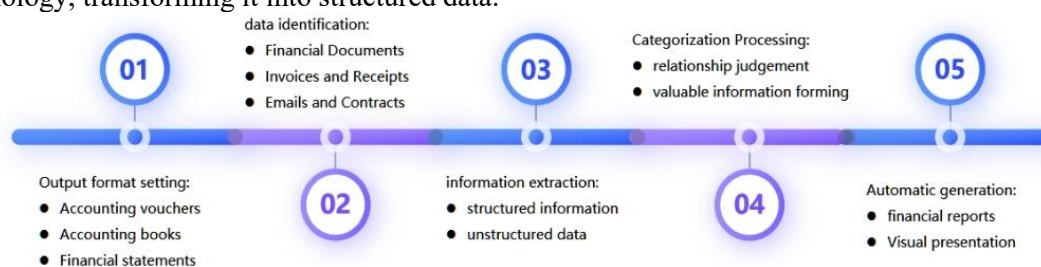 nology, transforming it into structured data.
01
Output format setting:
● Accounting vouchers
● Accounting books
● Financial statements
data identification:
● Financial Documents
● Invoices and Receipts
● Emails and Contracts
02
03
information extraction:
● structured information
● unstructured data
Categorization Processing:
● relationship judgement
● valuable information forming
04
05
Automatic generation:
● financial reports
● Visual presentation